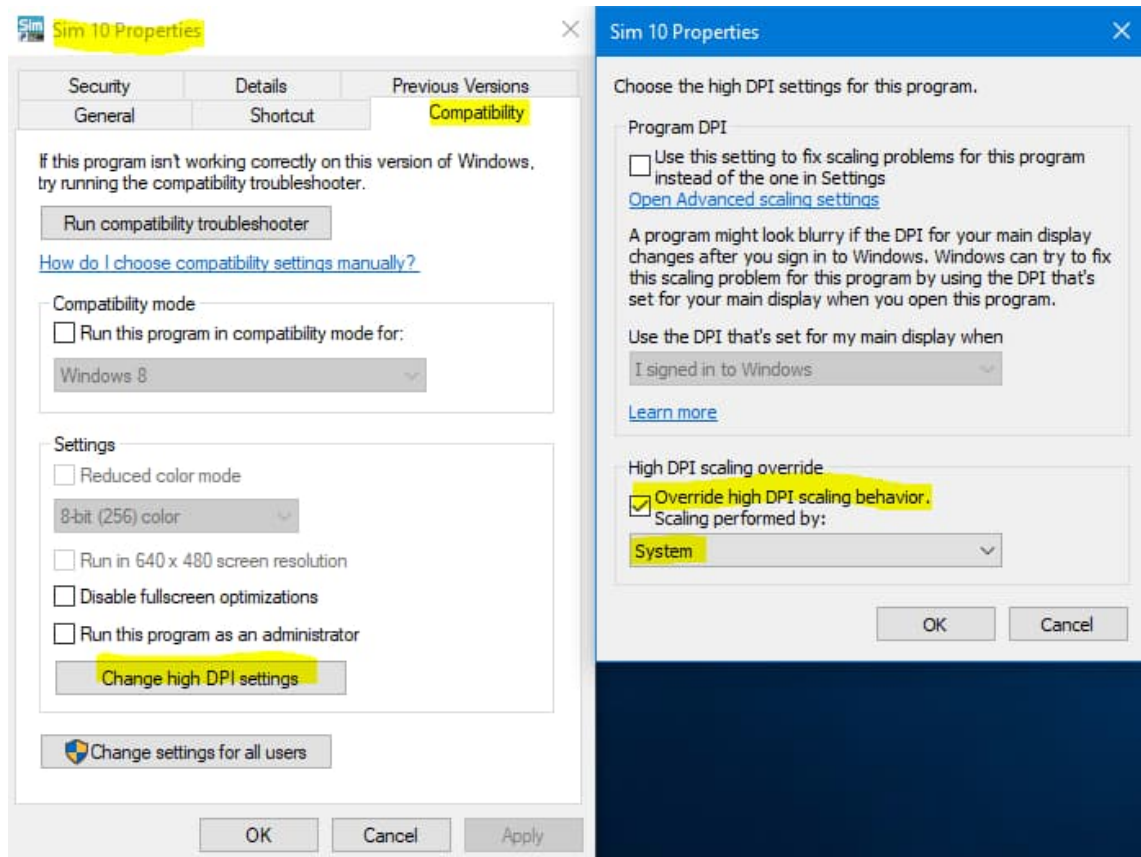 Sim
Sim 10 Properties
Security
Details
Previous Versions
General
Shortcut
Compatibility
If this program isn't working correctly on this version of Windows,
try running the compatibility troubleshooter.
Run compatibility troubleshooter
How do I choose compatibility settings manually?
Compatibility mode
Run this program in compatibility mode for:
Windows 8
Settings
Reduced color mode
8-bit (256) color
Run in 640 x 480 screen resolution
Disable fullscreen optimizations
Run this program as an administrator
Change high DPI settings
Change settings for all users
OK
Cancel
Apply
Sim 10 Properties
Choose the high DPI settings for this program.
Program DPI
Use this setting to fix scaling problems for this program
instead of the one in Settings
Open Advanced scaling settings
A program might look blurry if the DPI for your main display
changes after you sign in to Windows. Windows can try to fix
this scaling problem for this program by using the DPI that's
set for your main display when you open this program.
Use the DPI that's set for my main display when
I signed in to Windows
Learn more
High DPI scaling override
Override high DPI scaling behavior.
Scaling performed by:
System
OK
Cancel